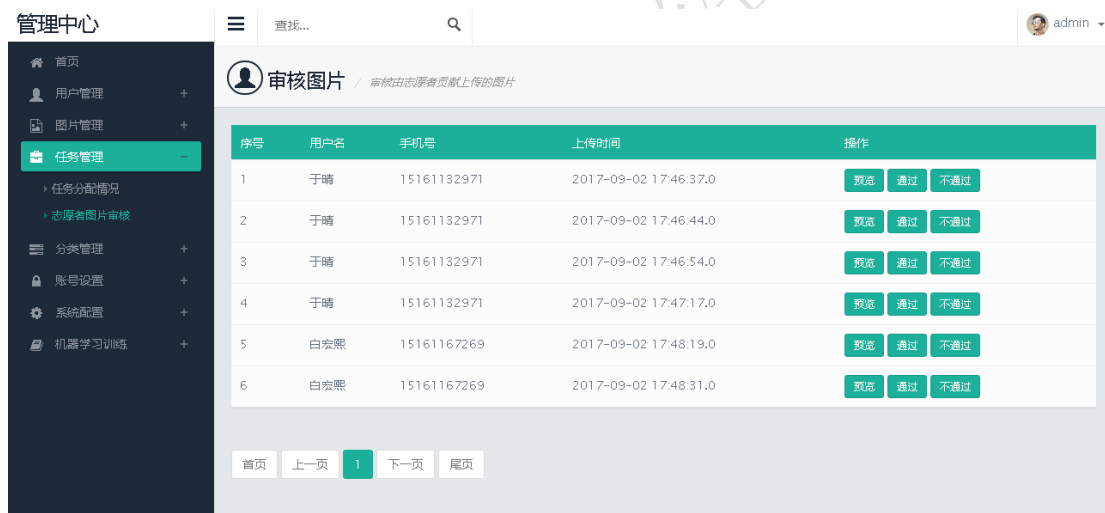 管理中心
查找...
admin
首页
用户管理 +
图片管理 +
任务管理 -
任务分配情况
志愿者图片审核
分类管理 +
账号设置 +
系统配置 +
机器学习训练 +
审核图片 / 审核由志愿者贡献上传的图片
序号 用户名 手机号 上传时间 操作
1 于晴 15161132971 2017-09-02 17:46:37.0 预览 通过 不通过
2 于晴 15161132971 2017-09-02 17:46:44.0 预览 通过 不通过
3 于晴 15161132971 2017-09-02 17:46:54.0 预览 通过 不通过
4 于晴 15161132971 2017-09-02 17:47:17.0 预览 通过 不通过
5 白宏熙 15161167269 2017-09-02 17:48:19.0 预览 通过 不通过
6 白宏熙 15161167269 2017-09-02 17:48:31.0 预览 通过 不通过
首页 上一页 1 下一页 尾页